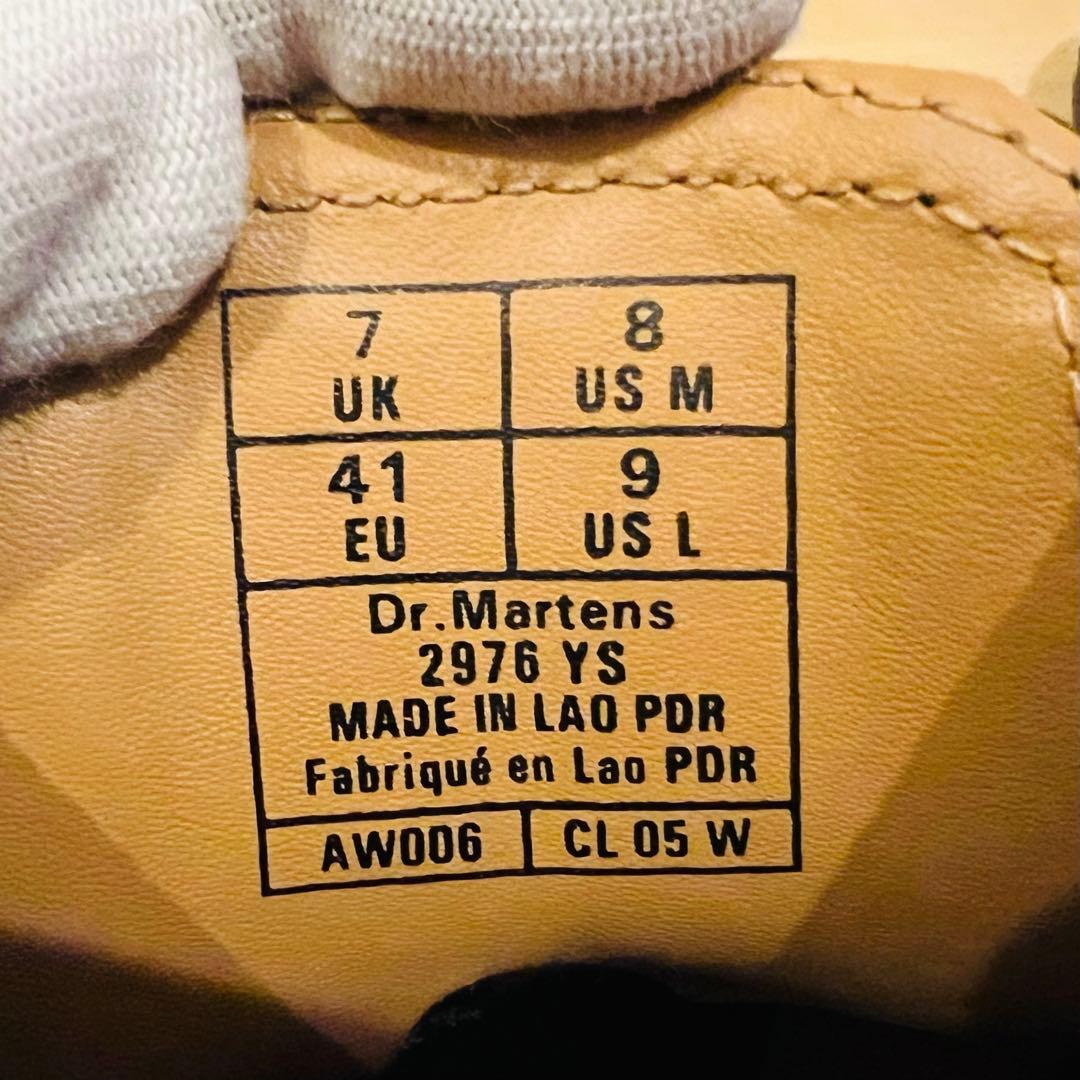 7
UK
8
US M
41
EU
9
US L
Dr.Martens
2976 YS
MADE IN LAO PDR
Fabriqué en Lao PDR
AW006
CL 05 W